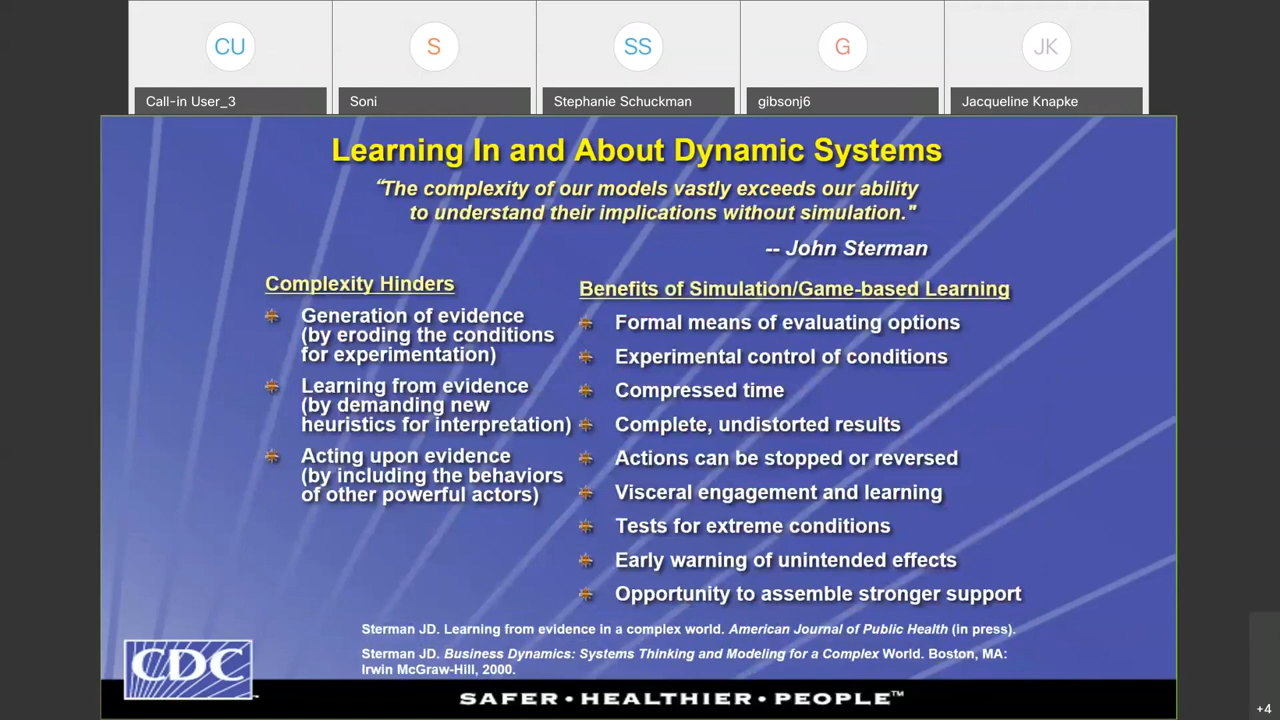 CU
S
SS
G
JK
Call-in User_3
Soni
Stephanie Schuckman
gibsonj6
Jacqueline Knapke
Learning In and About Dynamic Systems
“The complexity of our models vastly exceeds our ability
to understand their implications without simulation."
-- John Sterman
Complexity Hinders
Generation of evidence
(by eroding the conditions
for experimentation)
Learning from evidence
(by demanding new
heuristics for interpretation)
Acting upon evidence
(by including the behaviors
of other powerful actors)
Benefits of Simulation/Game-based Learning
Formal means of evaluating options
Experimental control of conditions
Compressed time
Complete, undistorted results
Actions can be stopped or reversed
Visceral engagement and learning
Tests for extreme conditions
Early warning of unintended effects
Opportunity to assemble stronger support
Sterman JD. Learning from evidence in a complex world. American Journal of Public Health (in press).
Sterman JD. Business Dynamics: Systems Thinking and Modeling for a Complex World. Boston, MA:
Irwin McGraw-Hill, 2000.
CDC
SAFER • HEALTHIER • PEOPLE™
+4